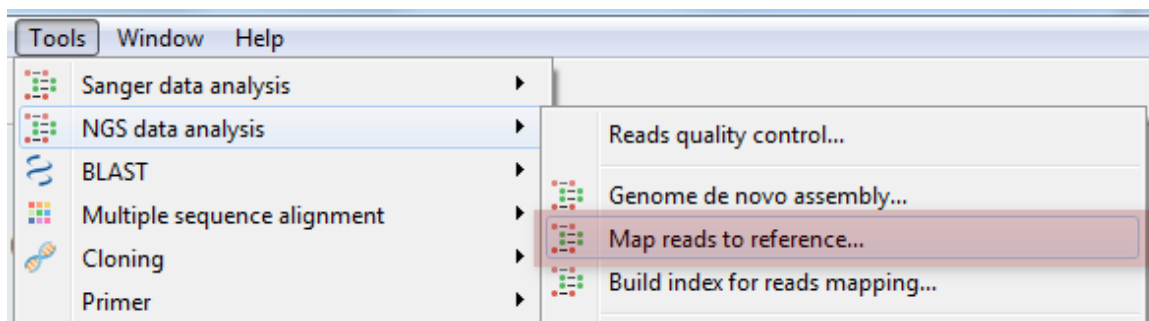 Tools Window Help
Sanger data analysis
NGS data analysis
BLAST
Multiple sequence alignment
Cloning
Primer
Reads quality control...
Genome de novo assembly...
Map reads to reference...
Build index for reads mapping...